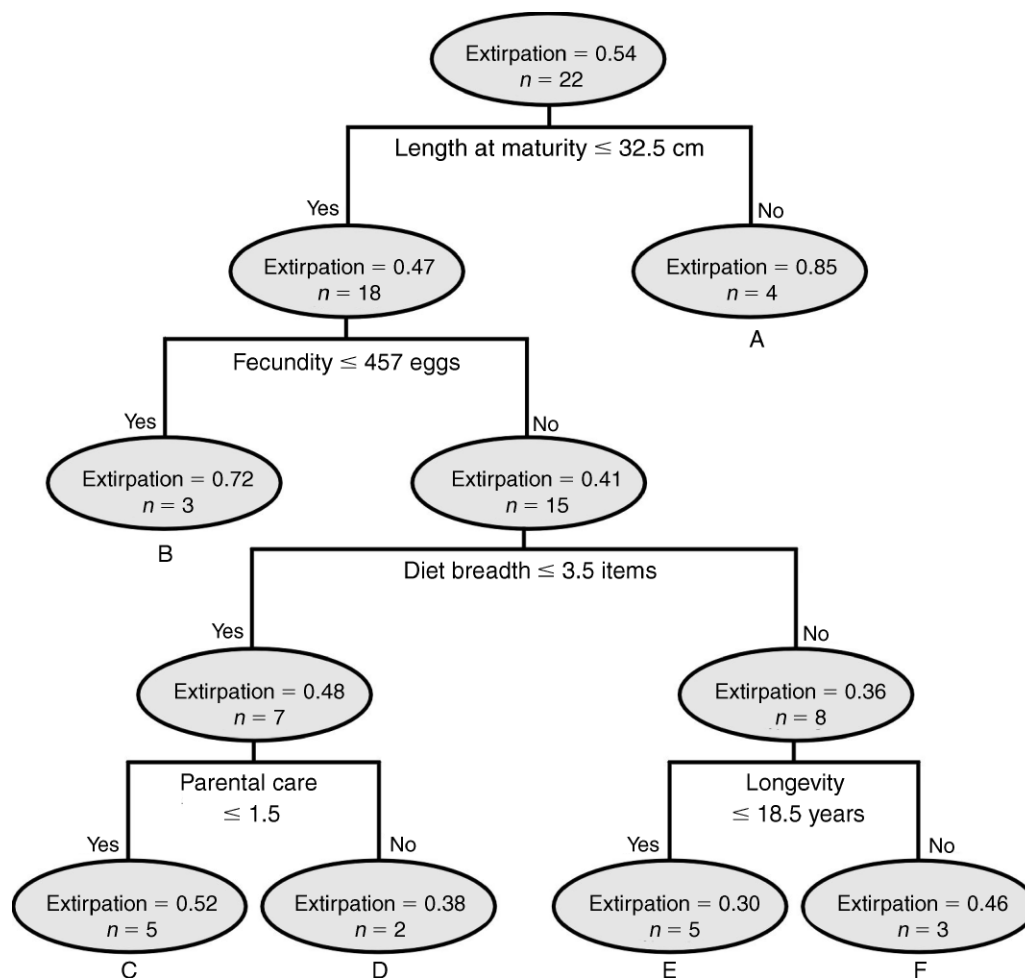 Extirpation = 0.54
n = 22
Length at maturity ≤ 32.5 cm
Yes
No
Extirpation = 0.47
n = 18
Extirpation = 0.85
n = 4
A
Fecundity ≤ 457 eggs
Yes
No
Extirpation = 0.72
n = 3
B
Extirpation = 0.41
n = 15
Diet breadth ≤ 3.5 items
Yes
No
Extirpation = 0.48
n = 7
Extirpation = 0.36
n = 8
Parental care
≤ 1.5
Longevity
≤ 18.5 years
Yes
No
Yes
No
Extirpation = 0.52
n = 5
C
Extirpation = 0.38
n = 2
D
Extirpation = 0.30
n = 5
E
Extirpation = 0.46
n = 3
F